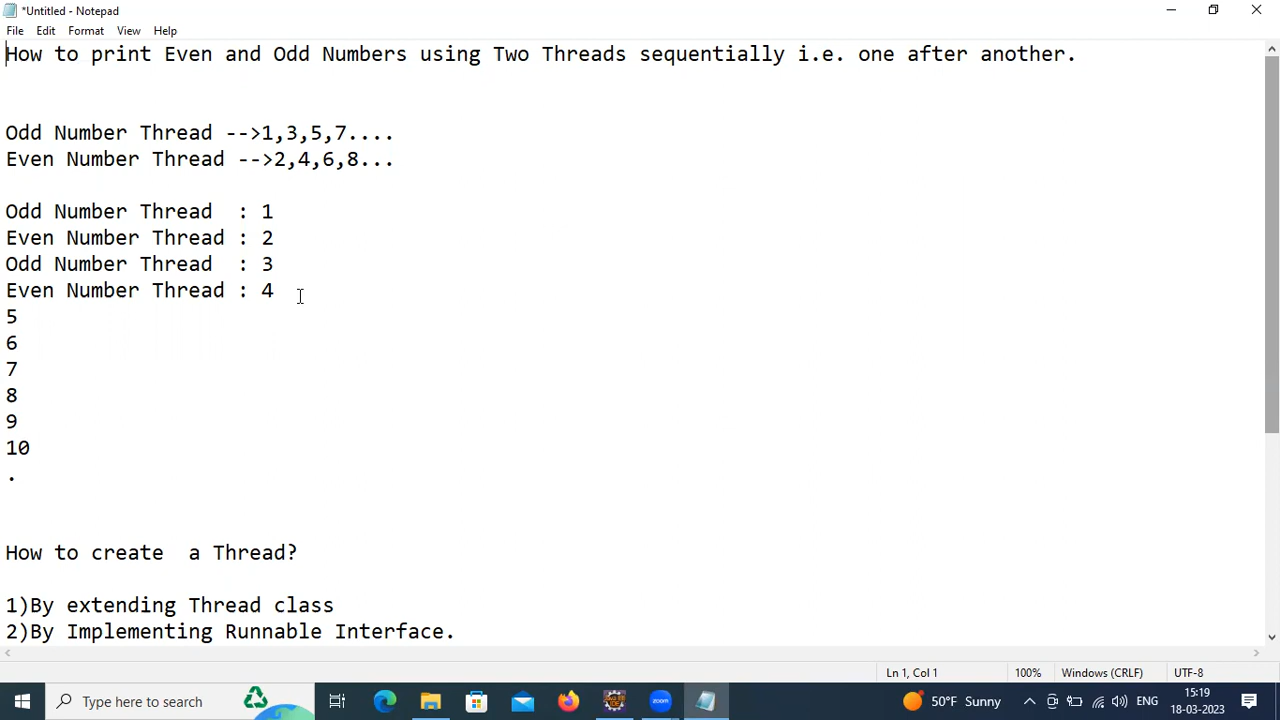 *Untitled - Notepad
File Edit Format View Help
How to print Even and Odd Numbers using Two Threads sequentially i.e. one after another.
Odd Number Thread -->1,3,5,7....
Even Number Thread -->2,4,6,8...
Odd Number Thread  : 1
Even Number Thread : 2
Odd Number Thread  : 3
Even Number Thread : 4
5
6
7
8
9
10
.
How to create  a Thread?
1)By extending Thread class
2)By Implementing Runnable Interface.
Ln 1, Col 1 100% Windows (CRLF) UTF-8
Type here to search zoom 50°F Sunny ENG 15:19
18-03-2023